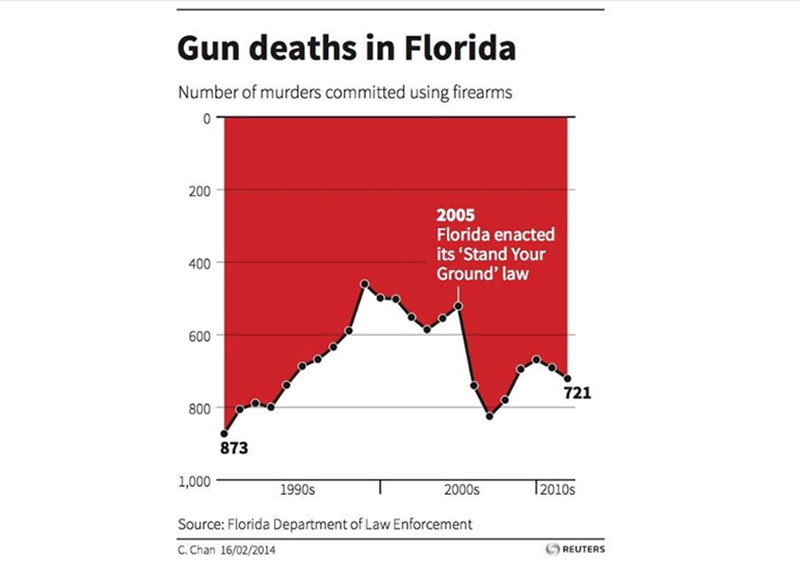 Gun deaths in Florida
Number of murders committed using firearms
0
200
400
600
800
1,000
2005
Florida enacted
its ‘Stand Your
Ground’ law
873
721
1990s
2000s
2010s
Source: Florida Department of Law Enforcement
C. Chan 16/02/2014
REUTERS